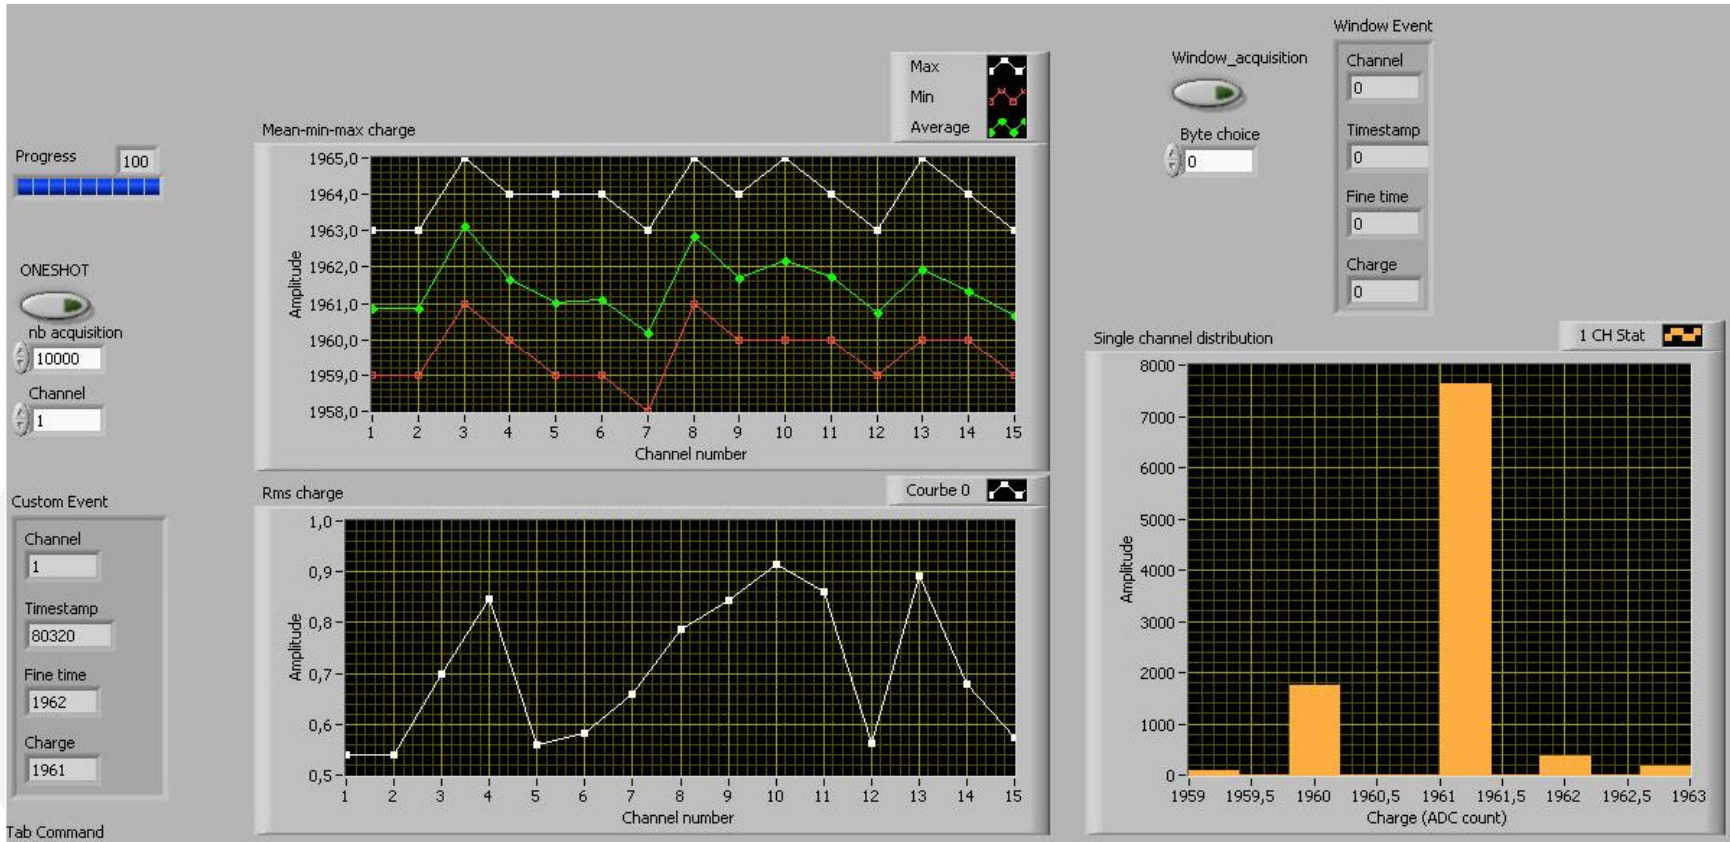 Window Event
Window_acquisition
Channel
0
Byte choice
0
Timestamp
0
Fine time
0
Charge
0
Max
Min
Average
Progress
100
ONESHOT
nb acquisition
10000
Channel
1
Custom Event
Channel
1
Timestamp
80320
Fine time
1962
Charge
1961
Tab Command
Mean-min-max charge
Amplitude
1965,0
1964,0
1963,0
1962,0
1961,0
1960,0
1959,0
1958,0
1 2 3 4 5 6 7 8 9 10 11 12 13 14 15
Channel number
Rms charge
Courbe 0
Amplitude
1,0
0,9
0,8
0,7
0,6
0,5
1 2 3 4 5 6 7 8 9 10 11 12 13 14 15
Channel number
Single channel distribution
1 CH Stat
Amplitude
8000
7000
6000
5000
4000
3000
2000
1000
0
1959 1959,5 1960 1960,5 1961 1961,5 1962 1962,5 1963
Charge (ADC count)